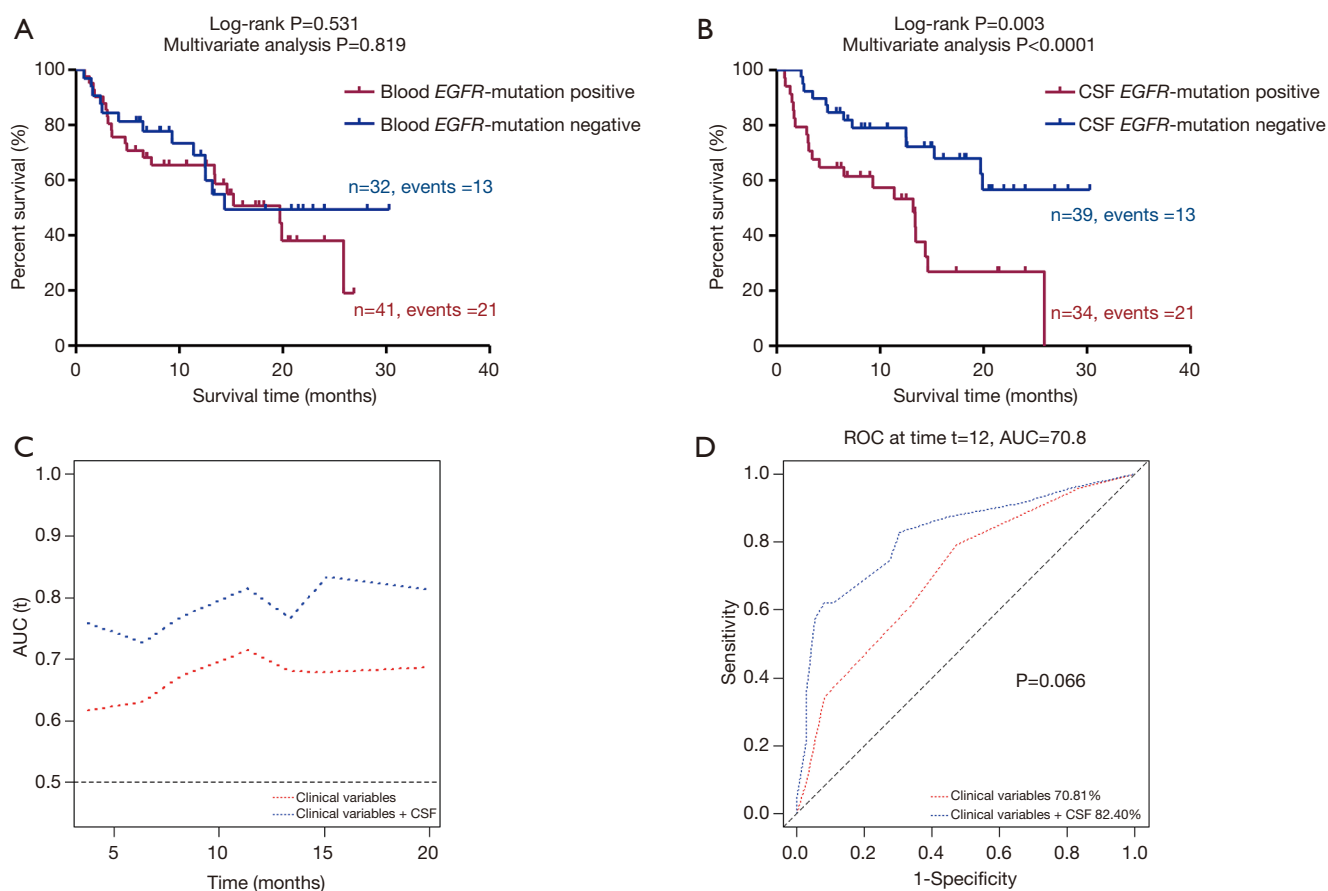 A
Log-rank P=0.531
Multivariate analysis P=0.819
100
80
60
40
20
0
Percent survival (%)
Blood EGFR-mutation positive
Blood EGFR-mutation negative
n=32, events =13
n=41, events =21
0 10 20 30 40
Survival time (months)
B
Log-rank P=0.003
Multivariate analysis P<0.0001
100
80
60
40
20
0
Percent survival (%)
CSF EGFR-mutation positive
CSF EGFR-mutation negative
n=39, events =13
n=34, events =21
0 10 20 30 40
Survival time (months)
C
1.0
0.9
0.8
0.7
0.6
0.5
AUC (t)
Clinical variables
Clinical variables + CSF
5 10 15 20
Time (months)
D
ROC at time t=12, AUC=70.8
1.0
0.8
0.6
0.4
0.2
0.0
Sensitivity
P=0.066
Clinical variables 70.81%
Clinical variables + CSF 82.40%
0.0 0.2 0.4 0.6 0.8 1.0
1-Specificity